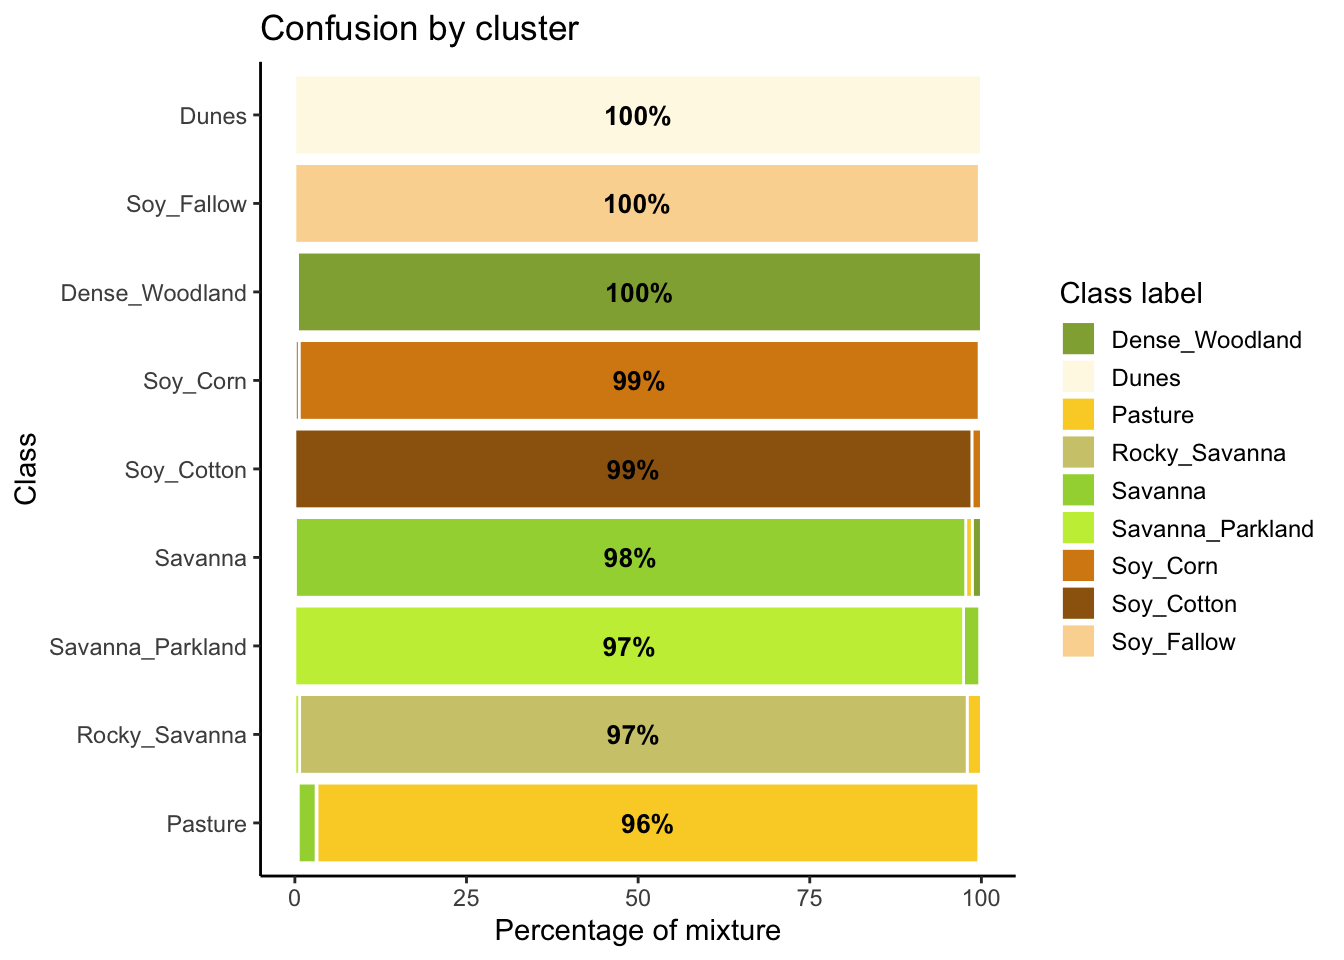 Confusion by cluster
Dunes
100%
Soy_Fallow
100%
Dense_Woodland
100%
Soy_Corn
99%
Soy_Cotton
99%
Savanna
98%
Savanna_Parkland
97%
Rocky_Savanna
97%
Pasture
96%
Class
0 25 50 75 100
Percentage of mixture
Class label
Dense_Woodland
Dunes
Pasture
Rocky_Savanna
Savanna
Savanna_Parkland
Soy_Corn
Soy_Cotton
Soy_Fallow